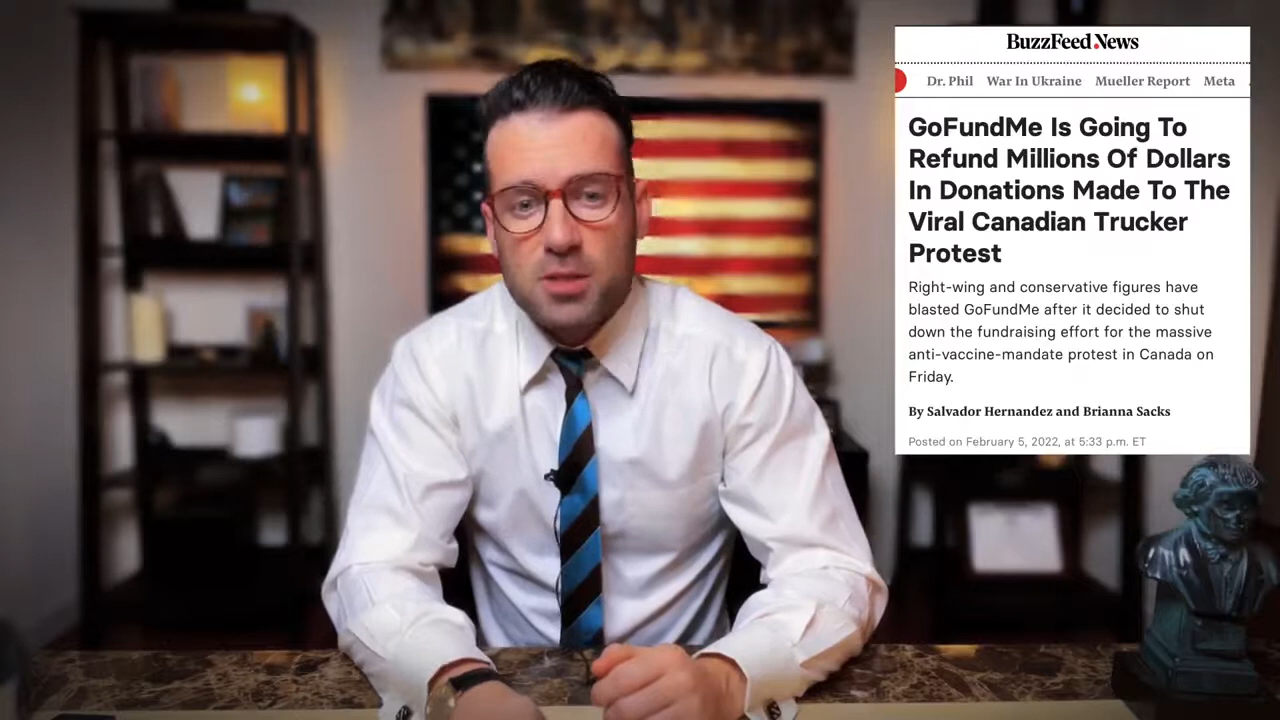 BuzzFeed News
Dr. Phil War In Ukraine Mueller Report Meta
GoFundMe Is Going To
Refund Millions Of Dollars
In Donations Made To The
Viral Canadian Trucker
Protest
Right-wing and conservative figures have
blasted GoFundMe after it decided to shut
down the fundraising effort for the massive
anti-vaccine-mandate protest in Canada on
Friday.
By Salvador Hernandez and Brianna Sacks
Posted on February 5, 2022, at 5:33 p.m. ET